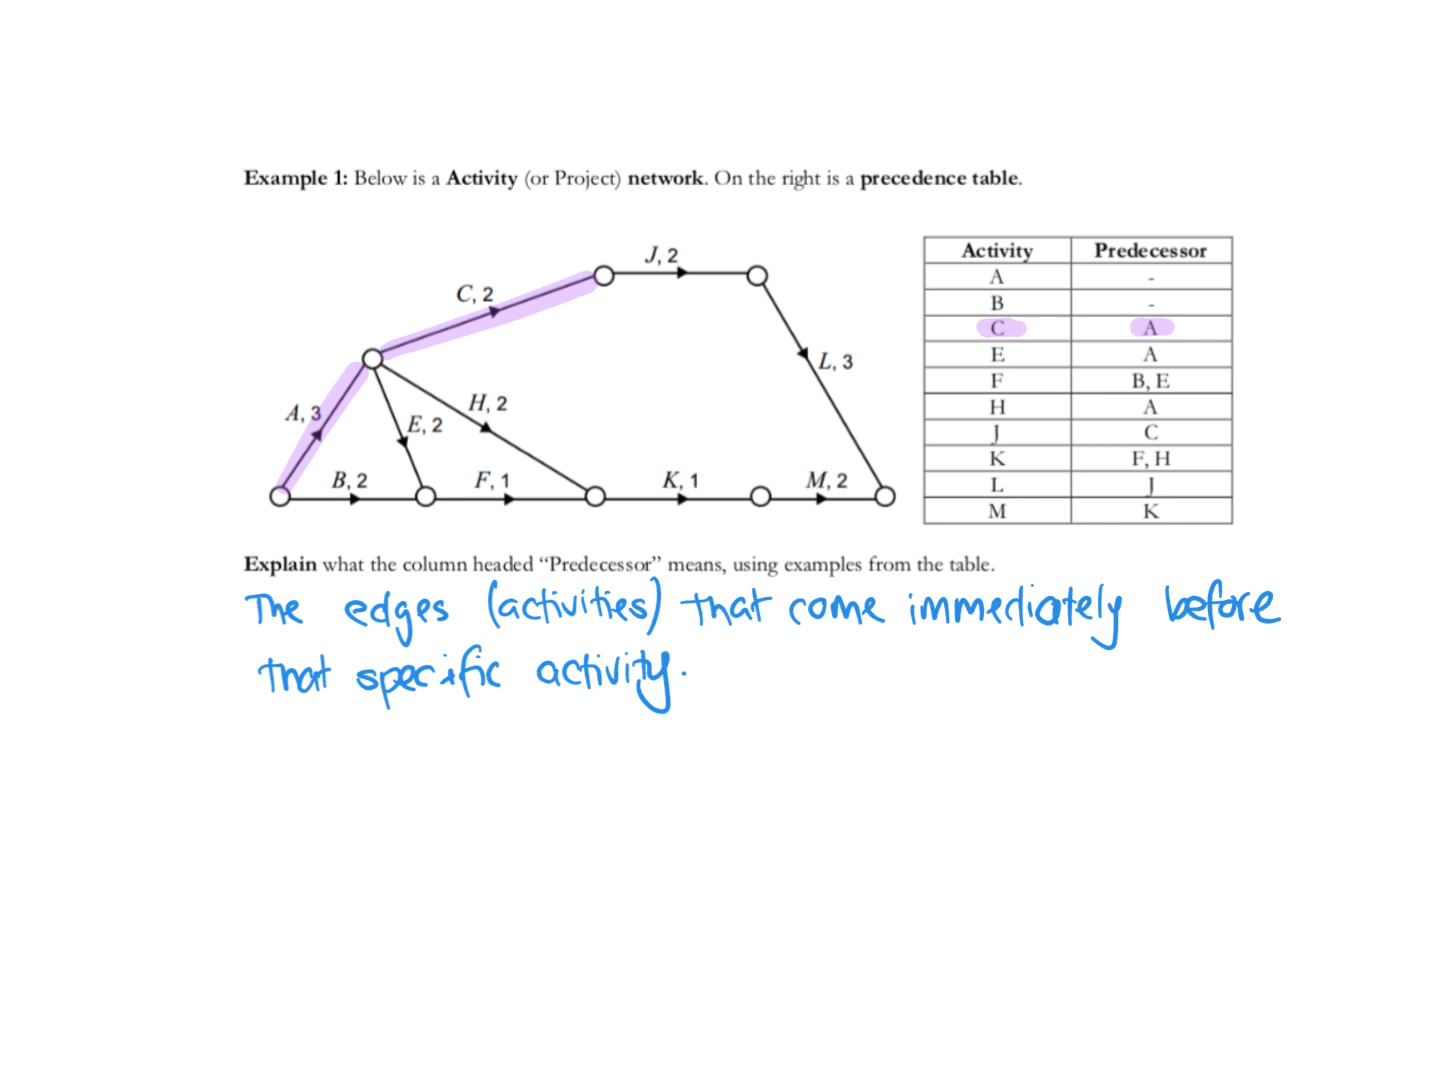 Example 1: Below is a Activity (or Project) network. On the right is a precedence table.
J, 2
C, 2
L, 3
A, 3
H, 2
E, 2
B, 2
F, 1
K, 1
M, 2
Activity Predecessor
A -
B -
C A
E A
F B, E
H A
J C
K F, H
L J
M K
Explain what the column headed “Predecessor” means, using examples from the table.
The edges (activities) that come immediately before
that specific activity.